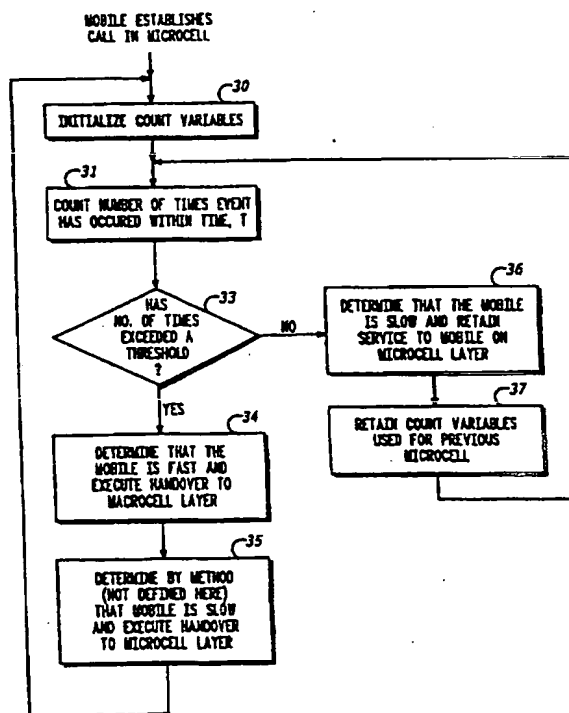 MOBILE ESTABLISHES
CALL IN MICROCELL
30
INITIALIZE COUNT VARIABLES
31
COUNT NUMBER OF TIMES EVENT
HAS OCCURED WITHIN TIME, T
33
HAS
NO. OF TIMES
EXCEEDED A
THRESHOLD
?
NO
YES
36
DETERMINE THAT THE MOBILE
IS SLOW AND RETAIN
SERVICE TO MOBILE ON
MICROCELL LAYER
37
RETAIN COUNT VARIABLES
USED FOR PREVIOUS
MICROCELL
34
DETERMINE THAT THE
MOBILE IS FAST AND
EXECUTE HANDOVER TO
MACROCELL LAYER
35
DETERMINE BY METHOD
(NOT DEFINED HERE)
THAT MOBILE IS SLOW
AND EXECUTE HANDOVER
TO MICROCELL LAYER